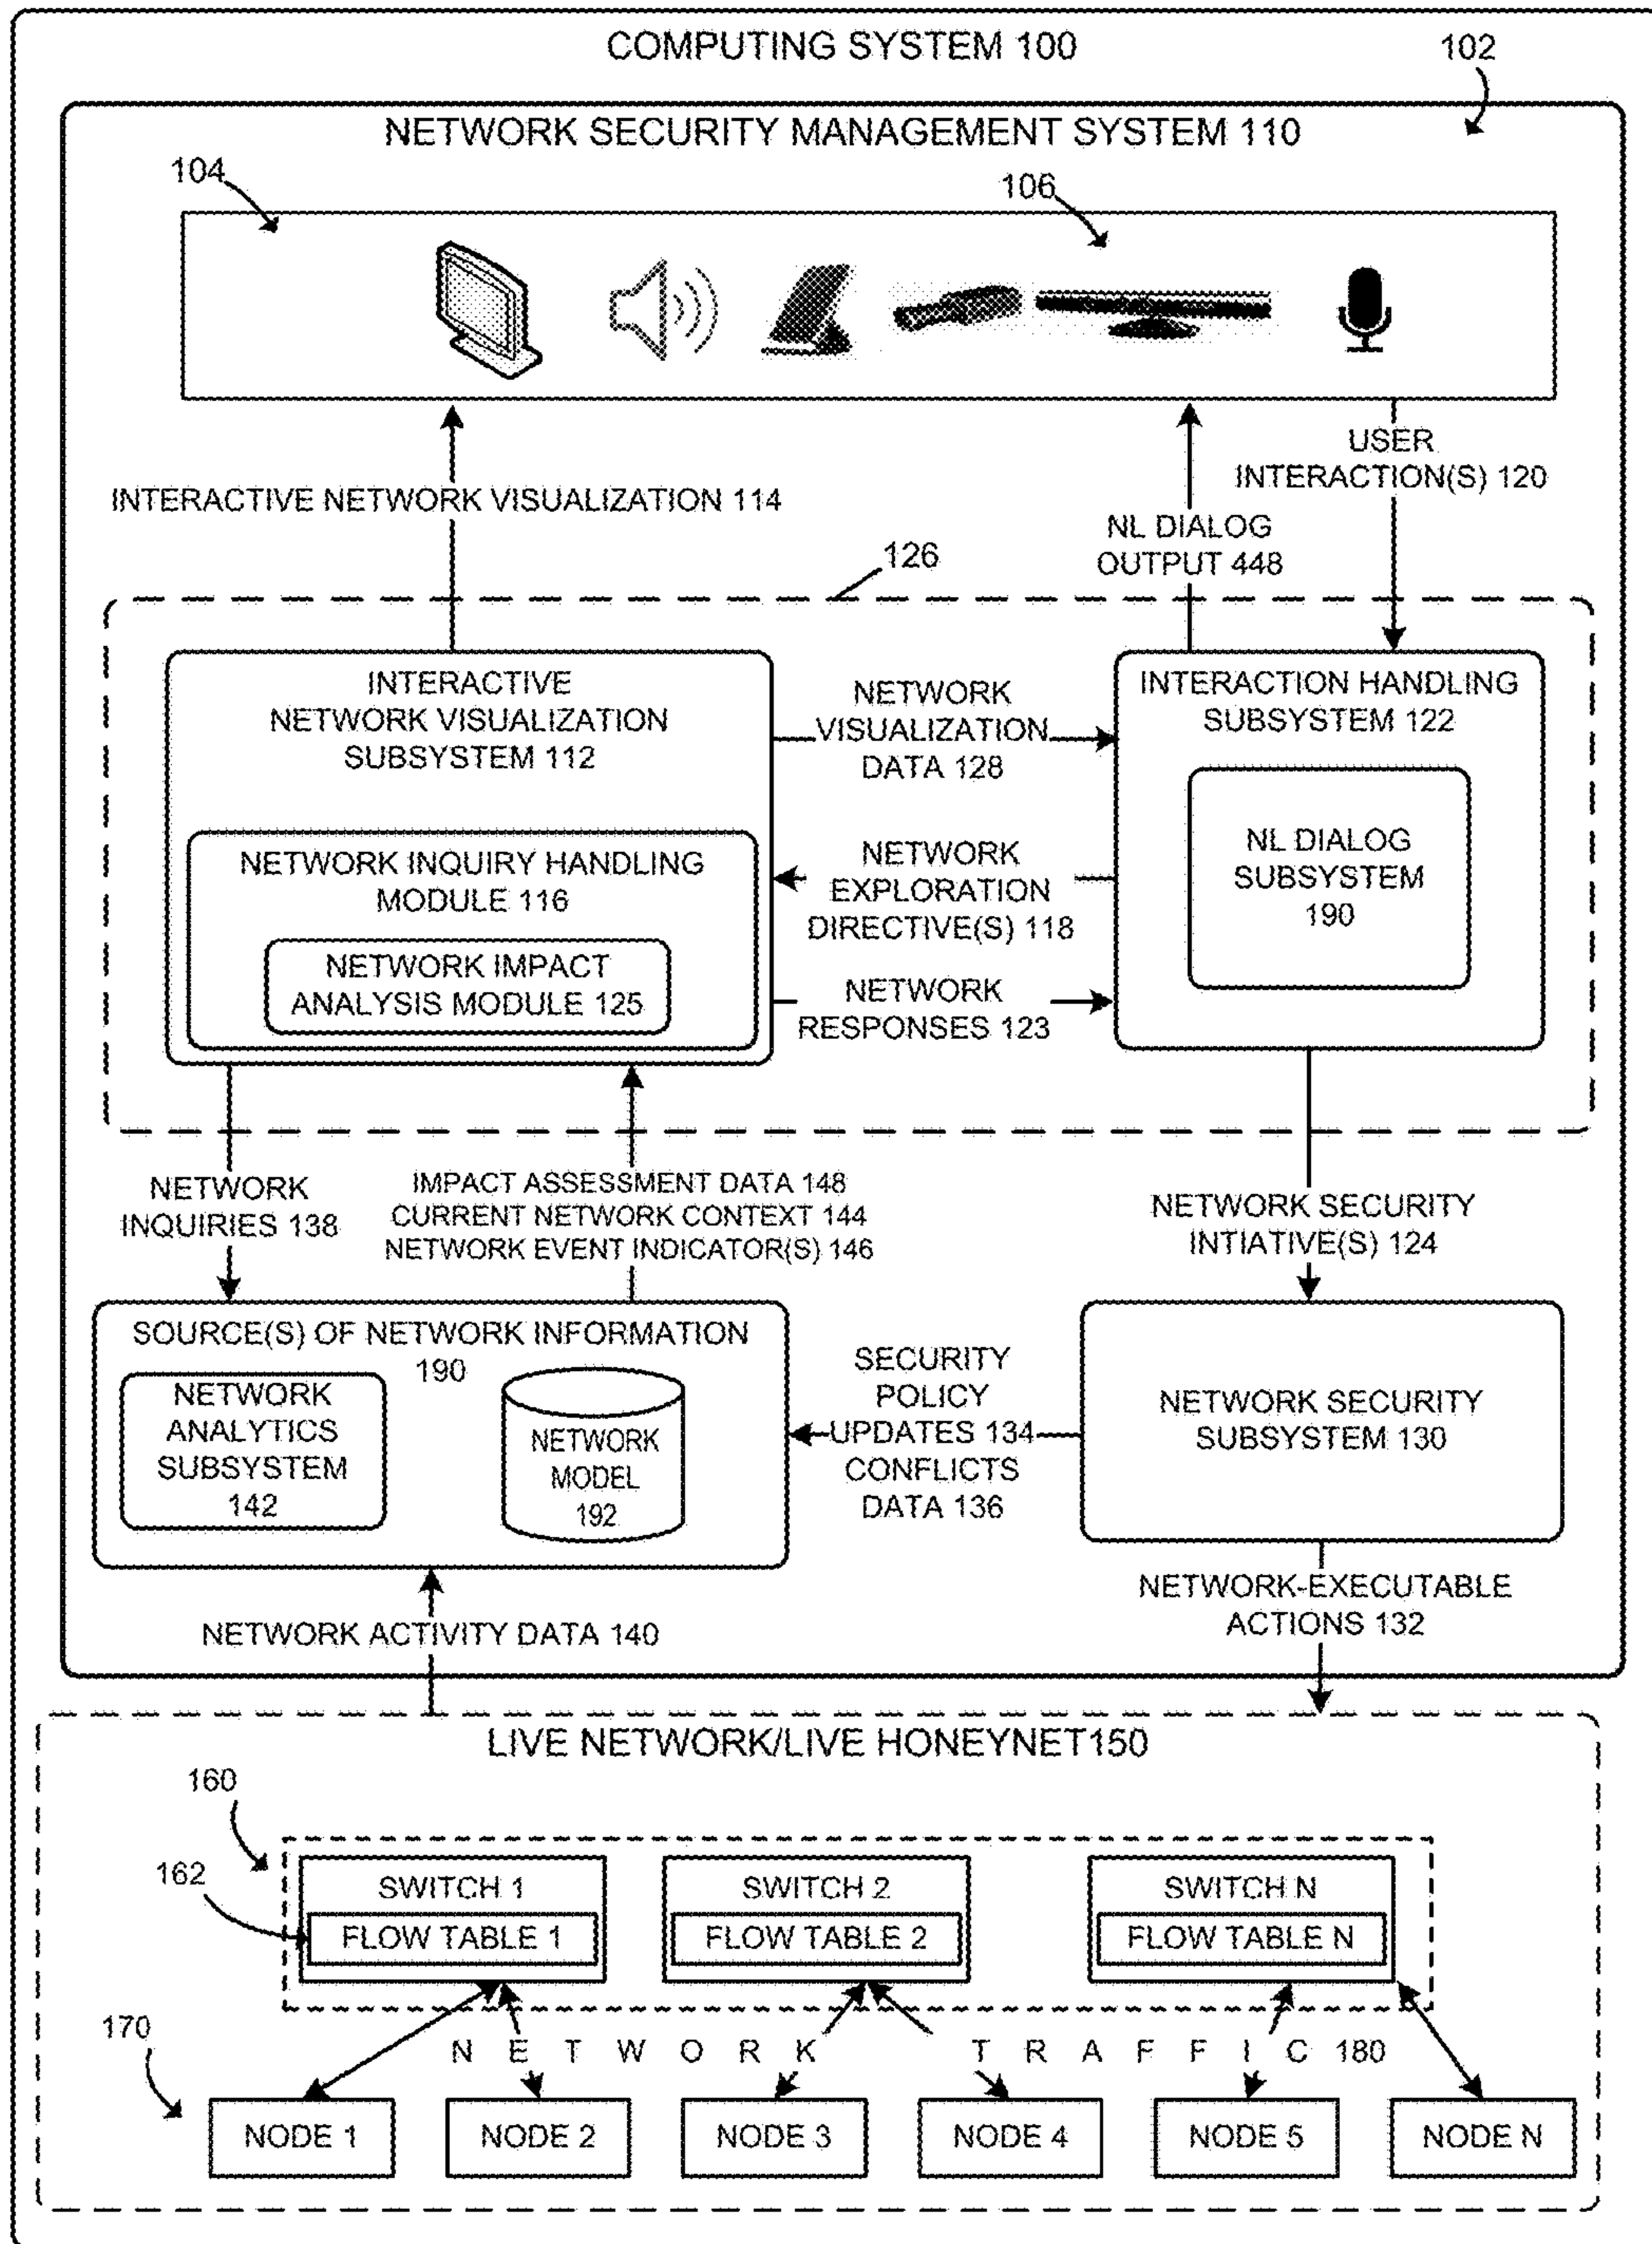 COMPUTING SYSTEM 100
102
NETWORK SECURITY MANAGEMENT SYSTEM 110
104
106
INTERACTIVE NETWORK VISUALIZATION 114
NL DIALOG
OUTPUT 448
USER
INTERACTION(S) 120
126
INTERACTIVE
NETWORK VISUALIZATION
SUBSYSTEM 112
NETWORK INQUIRY HANDLING
MODULE 116
NETWORK IMPACT
ANALYSIS MODULE 125
NETWORK
VISUALIZATION
DATA 128
NETWORK
EXPLORATION
DIRECTIVE(S) 118
NETWORK
RESPONSES 123
INTERACTION HANDLING
SUBSYSTEM 122
NL DIALOG
SUBSYSTEM
190
NETWORK
INQUIRIES 138
IMPACT ASSESSMENT DATA 148
CURRENT NETWORK CONTEXT 144
NETWORK EVENT INDICATOR(S) 146
NETWORK SECURITY
INTIATIVE(S) 124
SOURCE(S) OF NETWORK INFORMATION
190
NETWORK
ANALYTICS
SUBSYSTEM
142
NETWORK
MODEL
192
SECURITY
POLICY
UPDATES 134
CONFLICTS
DATA 136
NETWORK SECURITY
SUBSYSTEM 130
NETWORK ACTIVITY DATA 140
NETWORK-EXECUTABLE
ACTIONS 132
LIVE NETWORK/LIVE HONEYNET150
160
162
SWITCH 1
FLOW TABLE 1
SWITCH 2
FLOW TABLE 2
SWITCH N
FLOW TABLE N
170
N E T W O R K T R A F F I C 180
NODE 1
NODE 2
NODE 3
NODE 4
NODE 5
NODE N